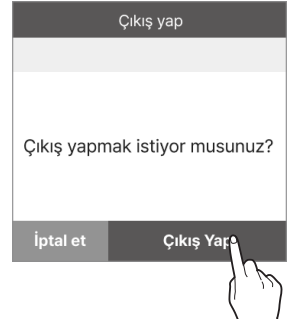 Çıkış yap
Çıkış yapmak istiyor musunuz?
İptal et
Çıkış Yap